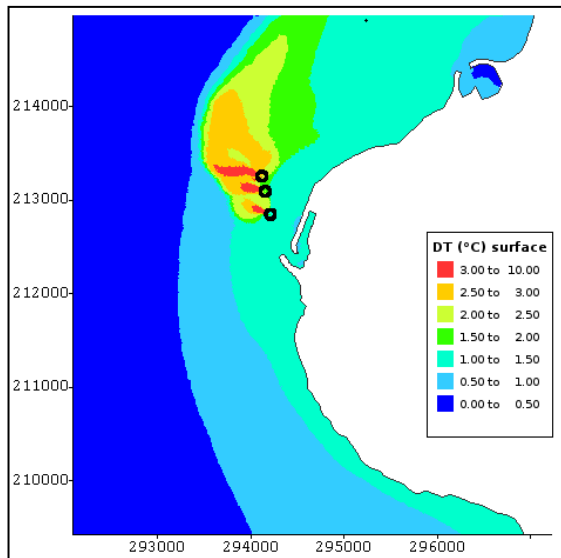 214000
213000
212000
211000
210000
DT (°C) surface
3.00 to 10.00
2.50 to 3.00
2.00 to 2.50
1.50 to 2.00
1.00 to 1.50
0.50 to 1.00
0.00 to 0.50
293000 294000 295000 296000